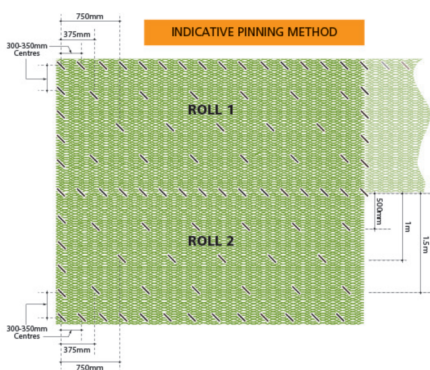 750mm
INDICATIVE PINNING METHOD
375mm
300-350mm
Centres
ROLL 1
ROLL 2
500mm
1m
1.5m
300-350mm
Centres
375mm
750mm